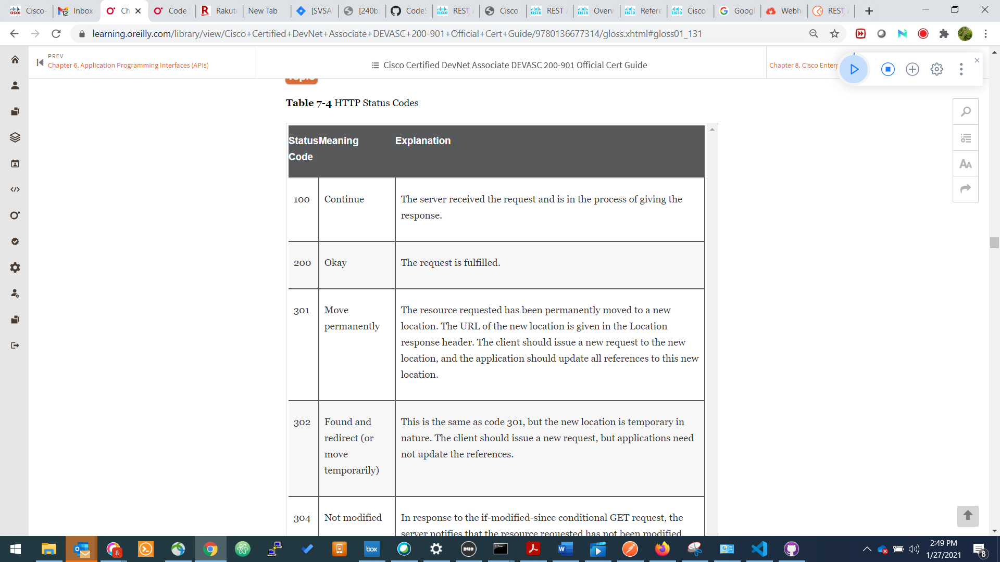 Cisco-
Inbox
12
Ch
Code
Rakut
New Tab
[SVSA
[240b
CodeS
REST
Cisco
REST
Overv
Refere
Cisco
Googl
Webh
REST
learning.oreilly.com/library/view/Cisco+Certified+DevNet+Associate+DEVASC+200-901+Official+Cert+Guide/9780136677314/gloss.xhtml#gloss01_131
PREV
Chapter 6. Application Programming Interfaces (APIs)
Cisco Certified DevNet Associate DEVASC 200-901 Official Cert Guide
Chapter 8. Cisco Enterp
Table 7-4 HTTP Status Codes
Status Code
Meaning
Explanation
100
Continue
The server received the request and is in the process of giving the
response.
200
Okay
The request is fulfilled.
301
Move
permanently
The resource requested has been permanently moved to a new
location. The URL of the new location is given in the Location
response header. The client should issue a new request to the new
location, and the application should update all references to this new
location.
302
Found and
redirect (or
move
temporarily)
This is the same as code 301, but the new location is temporary in
nature. The client should issue a new request, but applications need
not update the references.
304
Not modified
In response to the if-modified-since conditional GET request, the
server notifies that the resource requested has not been modified.
AA
8
box
DUO
2:49 PM
1/27/2021
8